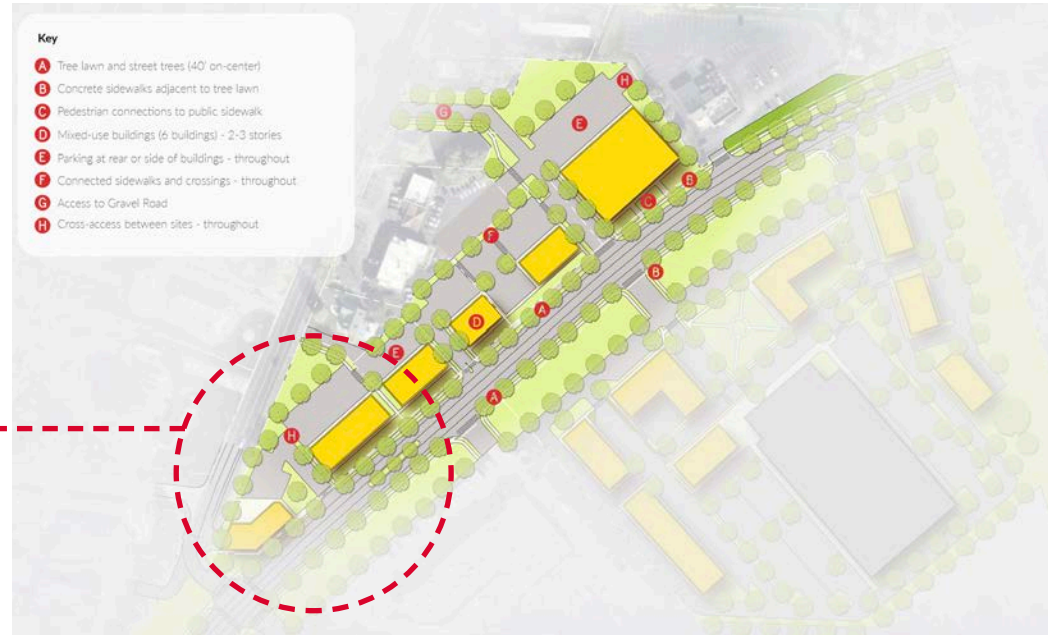 Key
A Tree lawn and street trees (40' on-center)
B Concrete sidewalks adjacent to tree lawn
C Pedestrian connections to public sidewalk
D Mixed-use buildings (6 buildings) - 2-3 stories
E Parking at rear or side of buildings - throughout
F Connected sidewalks and crossings - throughout
G Access to Gravel Road
H Cross-access between sites - throughout
H
E
G
B
C
F
B
A
D
E
A
H